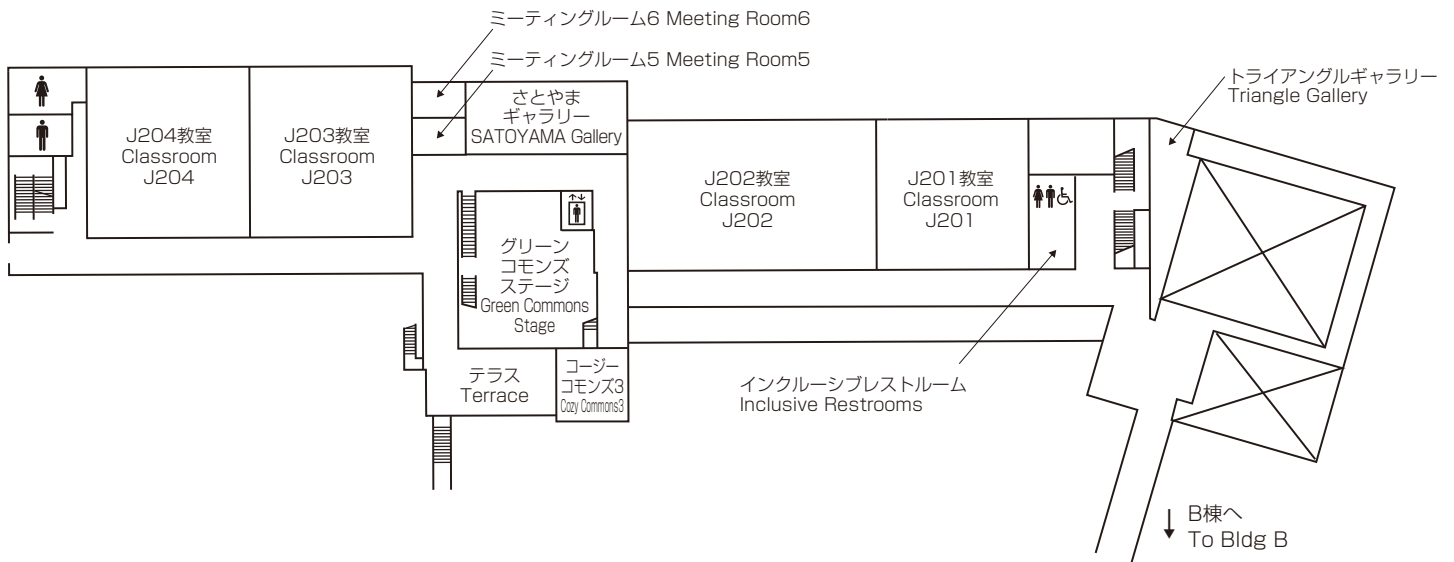 ミーティングルーム6 Meeting Room6
ミーティングルーム5 Meeting Room5
トライアングルギャラリー
Triangle Gallery
J204教室
Classroom
J204
J203教室
Classroom
J203
さとやま
ギャラリー
SATOYAMA Gallery
J202教室
Classroom
J202
J201教室
Classroom
J201
グリーン
コモンズ
ステージ
Green Commons
Stage
テラス
Terrace
コージー
コモンズ3
Cozy Commons3
インクルーシブレストルーム
Inclusive Restrooms
B棟へ
To Bldg B